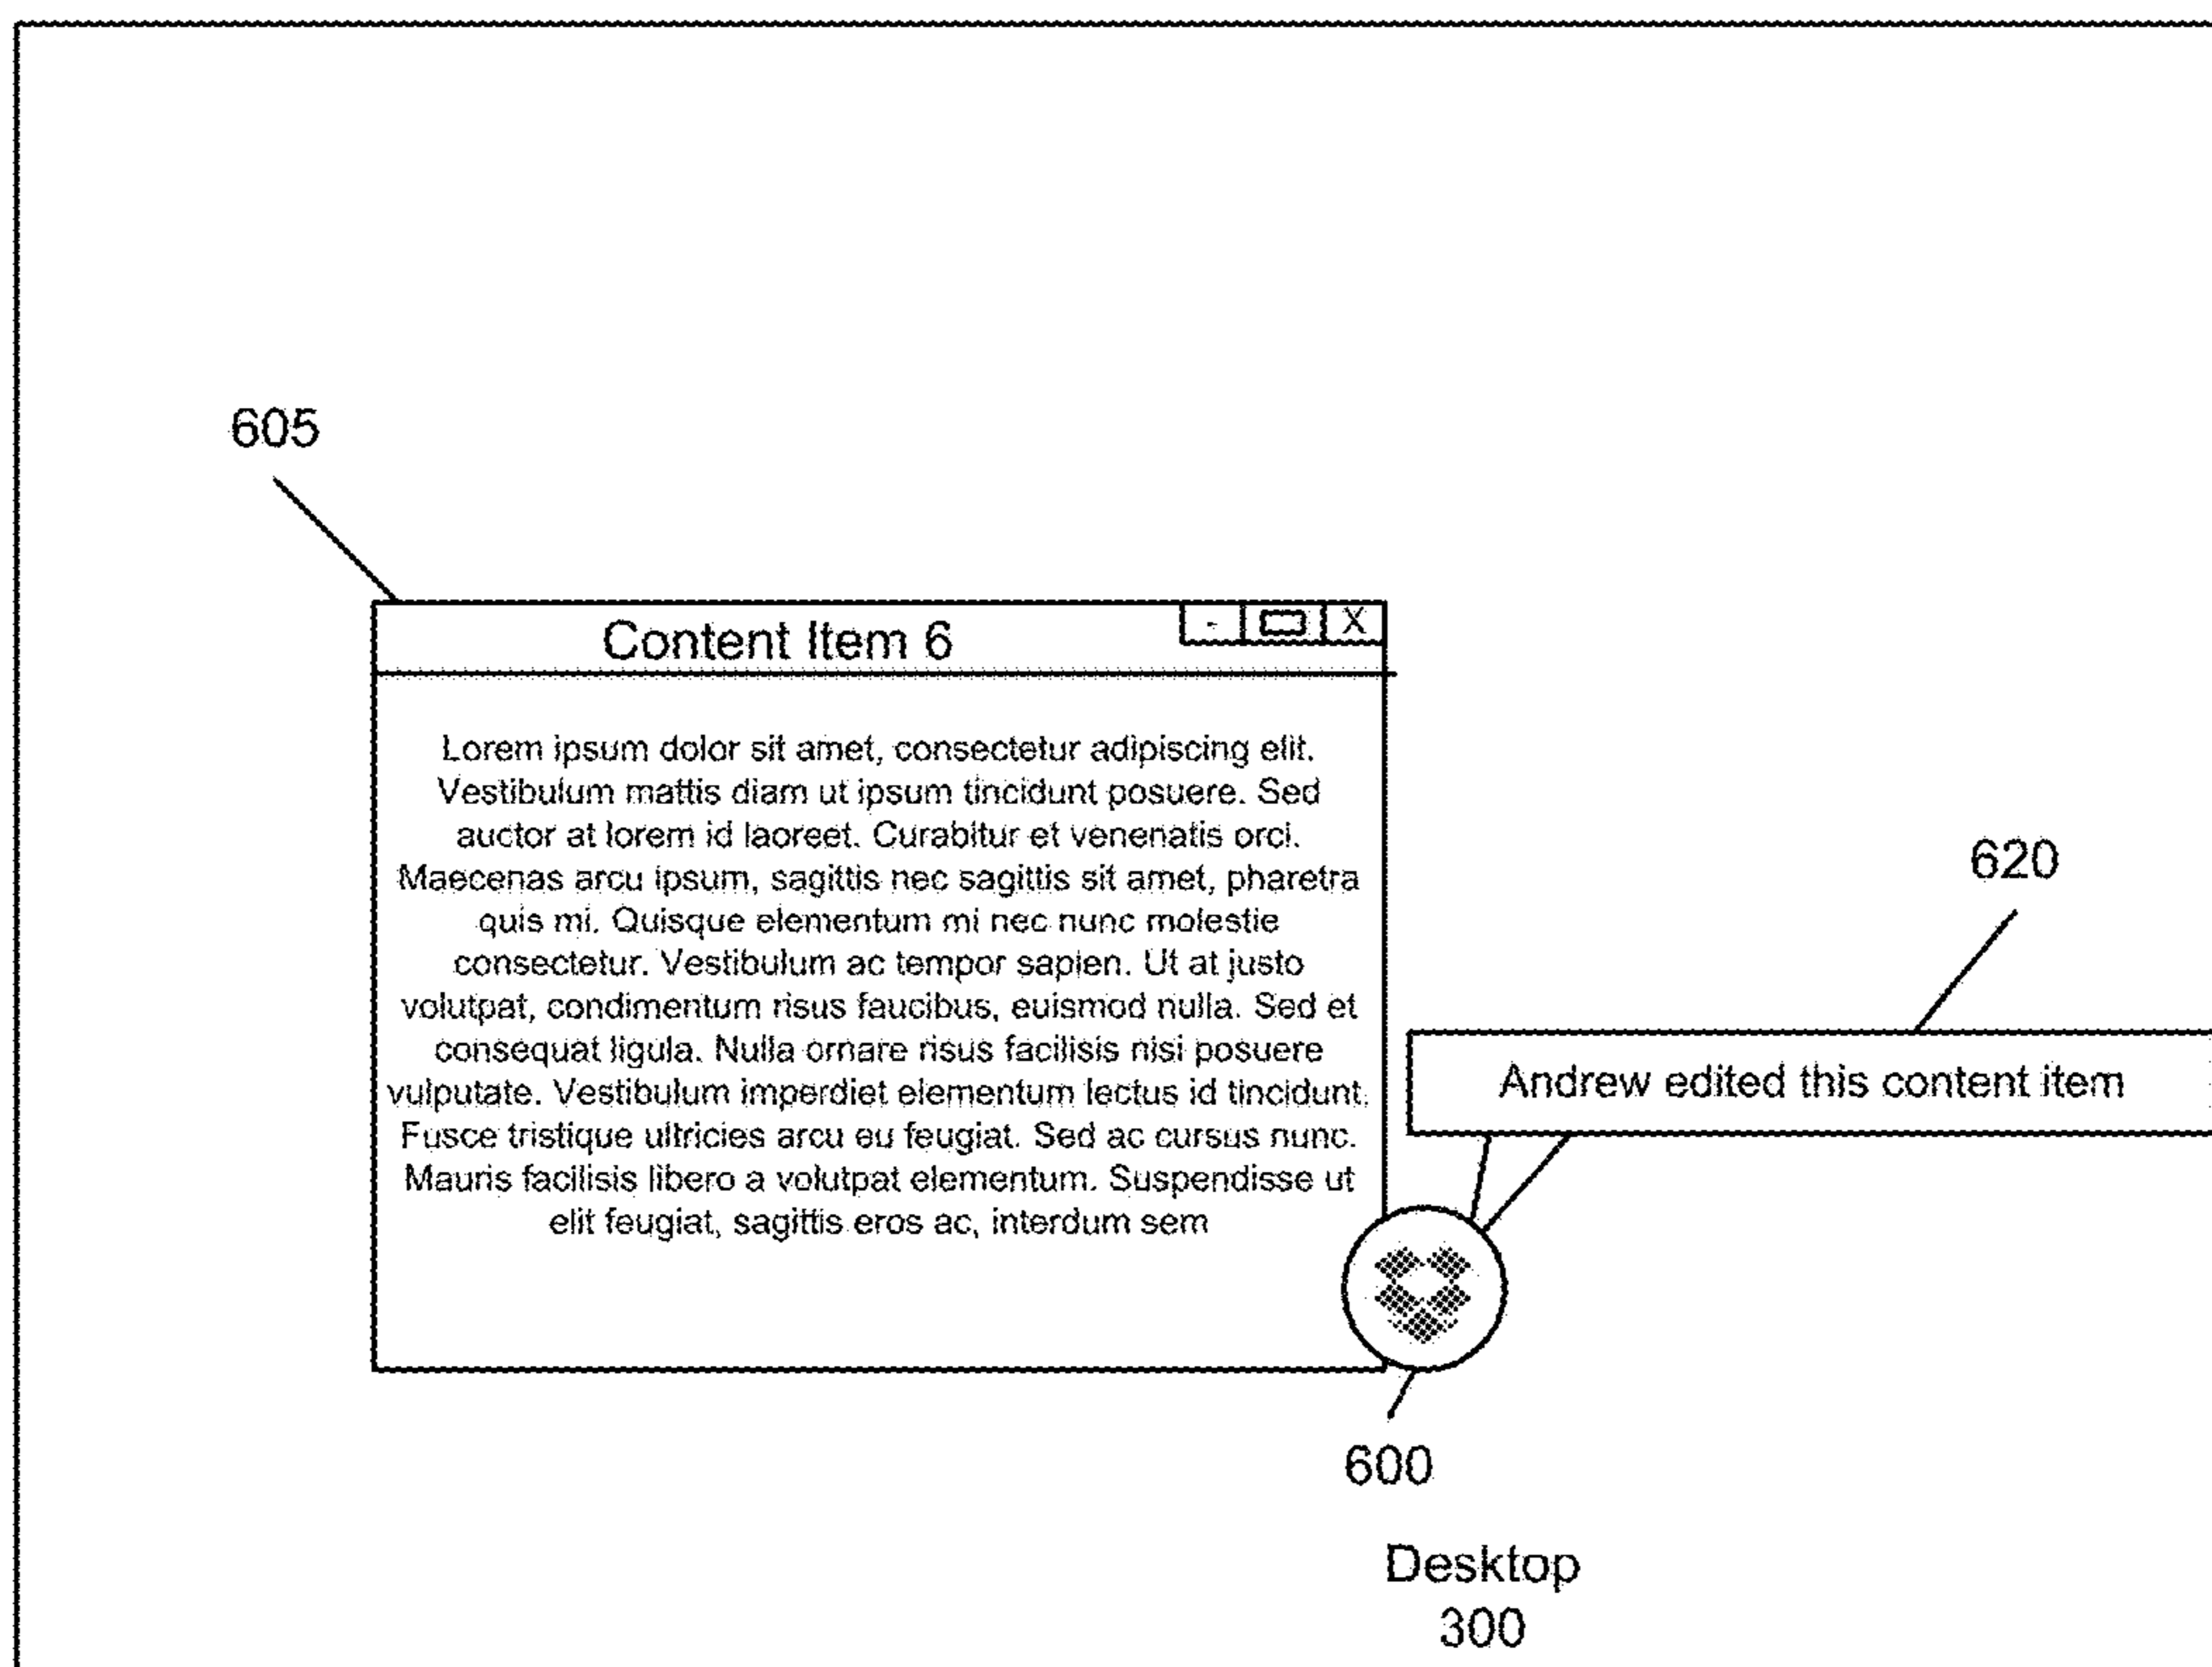 605
Content Item 6
- X
Lorem ipsum dolor sit amet, consectetur adipiscing elit.
Vestibulum mattis diam ut ipsum tincidunt posuere. Sed
auctor at lorem id laoreet. Curabitur et venenatis orci.
Maecenas arcu ipsum, sagittis nec sagittis sit amet, pharetra
quis mi. Quisque elementum mi nec nunc molestie
consectetur. Vestibulum ac tempor sapien. Ut at justo
volutpat, condimentum risus faucibus, euismod nulla. Sed et
consequat ligula. Nulla ornare risus facilisis nisi posuere
vulputate. Vestibulum imperdiet elementum lectus id tincidunt.
Fusce tristique ultricies arcu eu feugiat. Sed ac cursus nunc.
Mauris facilisis libero a volutpat elementum. Suspendisse ut
elit feugiat, sagittis eros ac, interdum sem
620
Andrew edited this content item
600
Desktop
300